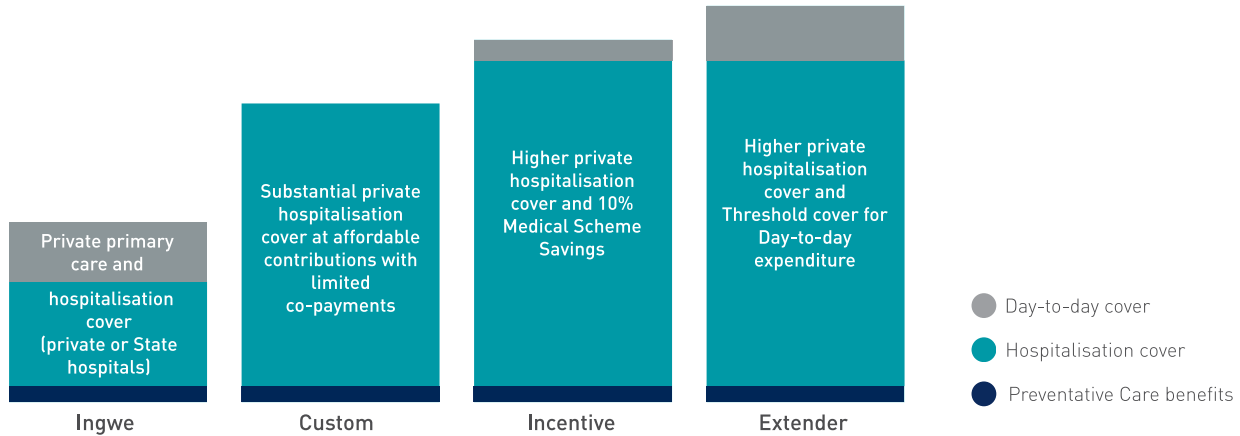 Private primary
care and
hospitalisation
cover
(private or State
hospitals)
Ingwe
Substantial private
hospitalisation
cover at affordable
contributions with
limited
co-payments
Custom
Higher private
hospitalisation
cover and 10%
Medical Scheme
Savings
Incentive
Higher private
hospitalisation
cover and
Threshold cover for
Day-to-day
expenditure
Extender
Day-to-day cover
Hospitalisation cover
Preventative Care benefits